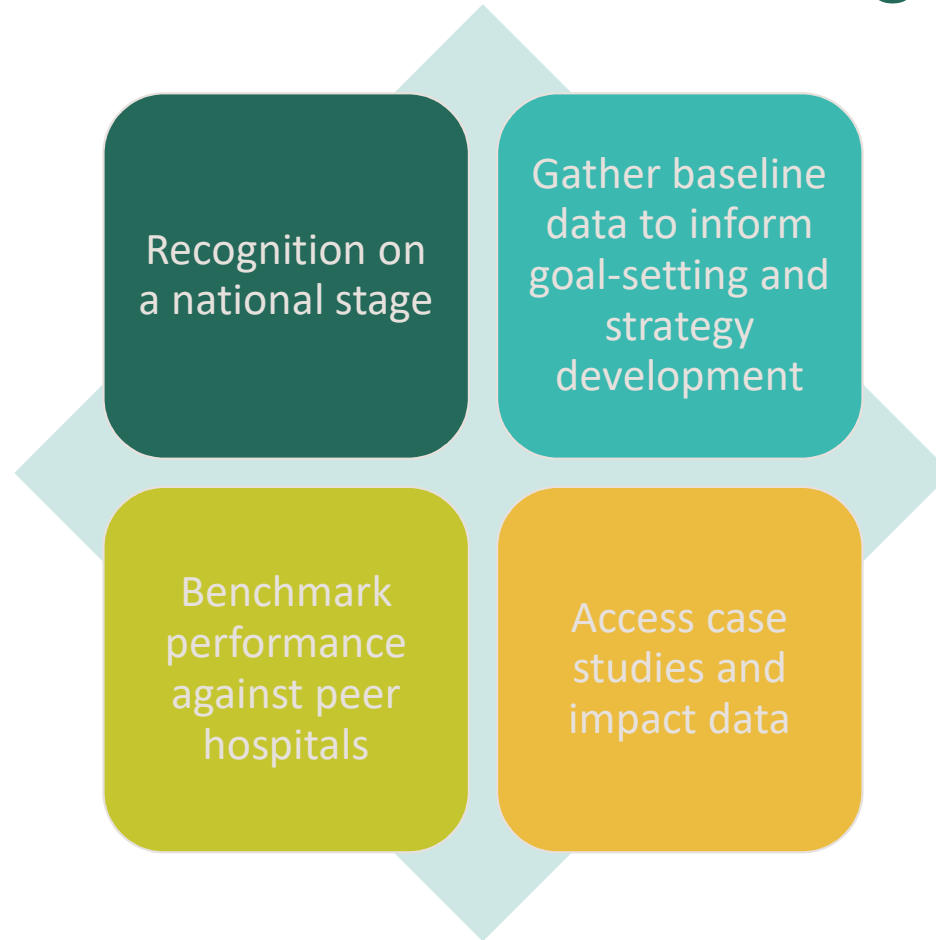 Recognition on
a national stage
Gather baseline
data to inform
goal-setting and
strategy
development
Benchmark
performance
against peer
hospitals
Access case
studies and
impact data